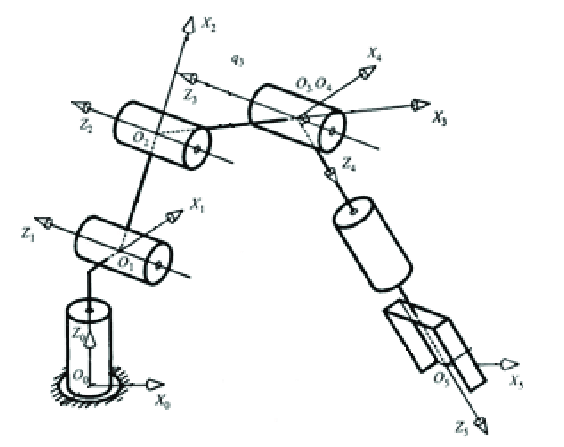 X₂
q₃
X₄
O₃ O₄
Z₃
X₃
Z₂
O₂
Z₄
X₁
Z₁
O₁
Z₀
O₀
X₀
O₅
X₅
Z₅